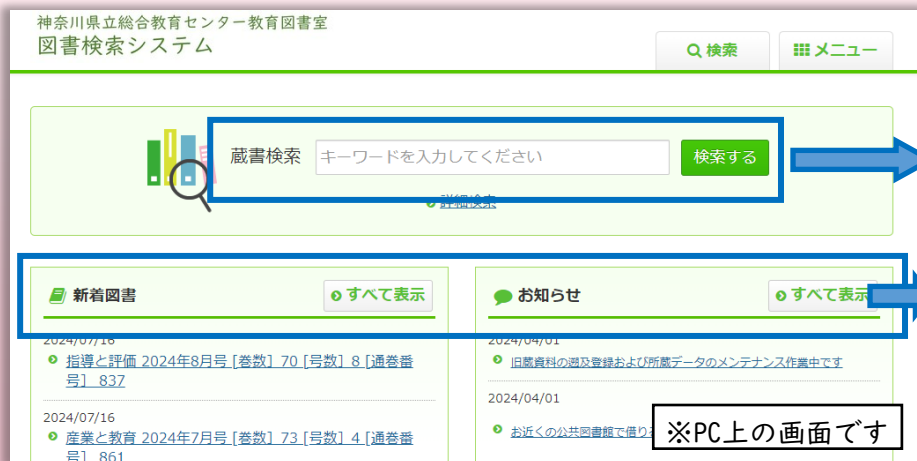 神奈川県立総合教育センター教育図書室
図書検索システム
検索
メニュー
蔵書検索
キーワードを入力してください
検索する
詳細検索
新着図書
すべて表示
2024/07/16
指導と評価 2024年8月号 [巻数] 70 [号数] 8 [通巻番
号] 837
2024/07/16
産業と教育 2024年7月号 [巻数] 73 [号数] 4 [通巻番
号] 861
お知らせ
すべて表示
2024/04/01
旧蔵資料の遡及登録および所蔵データのメンテナンス作業中です
2024/04/01
お近くの公共図書館で借り
※PC上の画面です